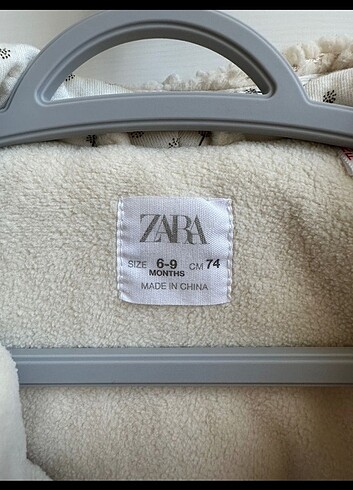 ZARA
SIZE 6-9 MONTHS CM 74
MADE IN CHINA